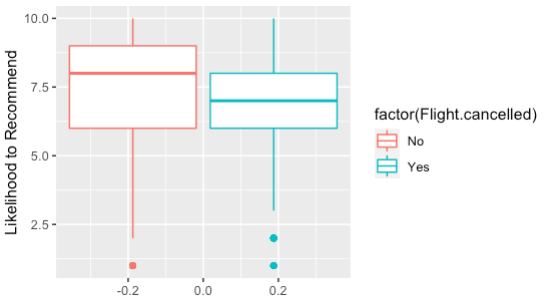 Likelihood to Recommend
10.0
7.5
5.0
2.5
-0.2
0.0
0.2
factor(Flight.cancelled)
No
Yes